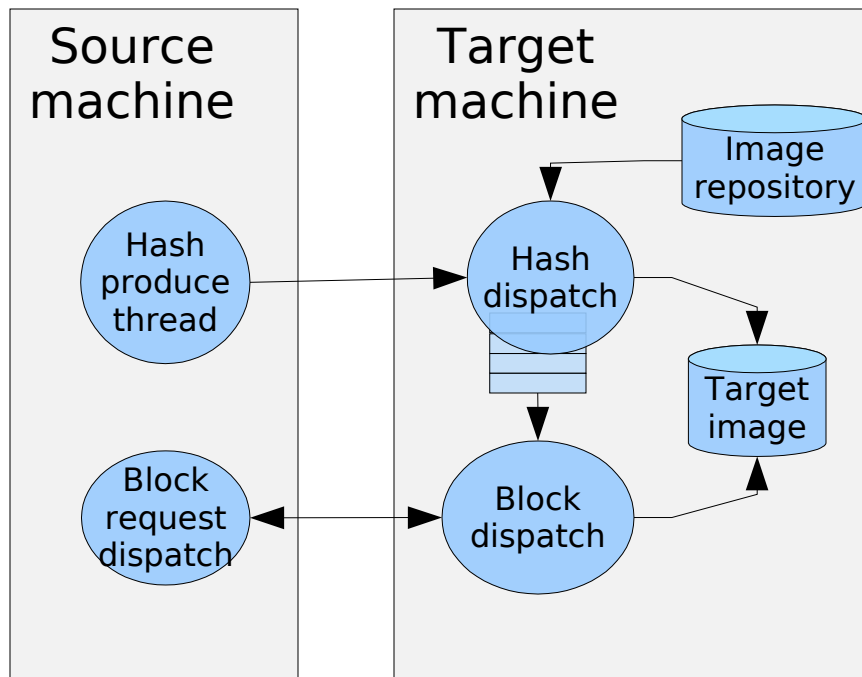 Source
machine
Target
machine
Image
repository
Hash
produce
thread
Hash
dispatch
Target
image
Block
request
dispatch
Block
dispatch